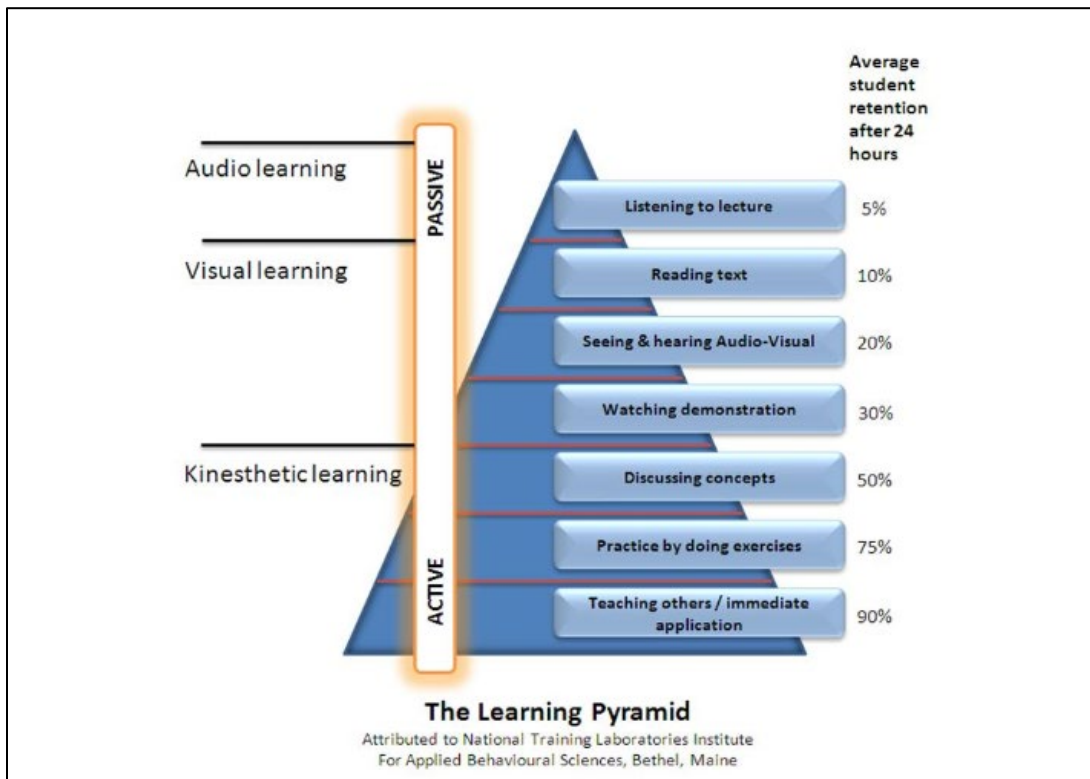 Average
student
retention
after 24
hours
Audio learning
PASSIVE
Listening to lecture
5%
Visual learning
Reading text
10%
Seeing & hearing Audio-Visual
20%
Watching demonstration
30%
Kinesthetic learning
Discussing concepts
50%
Practice by doing exercises
75%
ACTIVE
Teaching others / immediate
application
90%
The Learning Pyramid
Attributed to National Training Laboratories Institute
For Applied Behavioural Sciences, Bethel, Maine